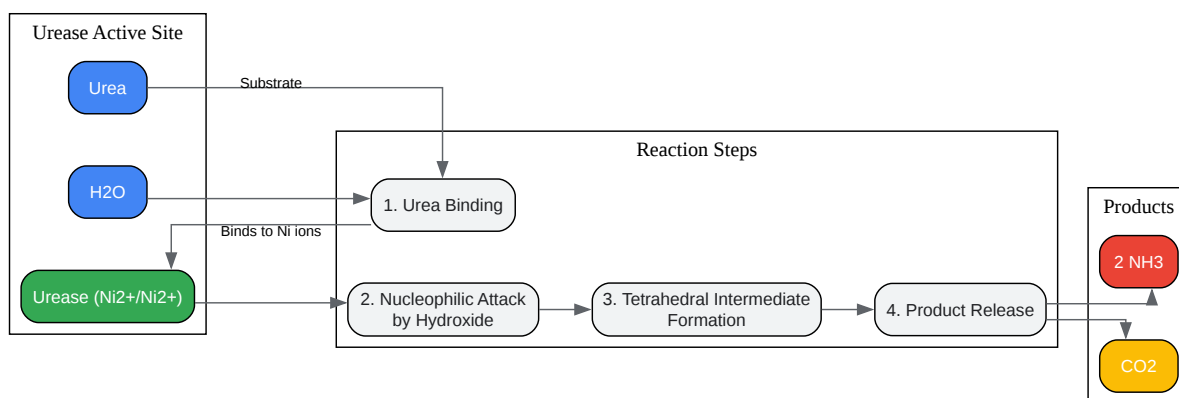 Urease Active Site
Urea
Substrate
Reaction Steps
H2O
1. Urea Binding
Products
Binds to Ni ions
2 NH3
Urease (Ni2+/Ni2+)
2. Nucleophilic Attack
by Hydroxide
3. Tetrahedral Intermediate
Formation
4. Product Release
CO2